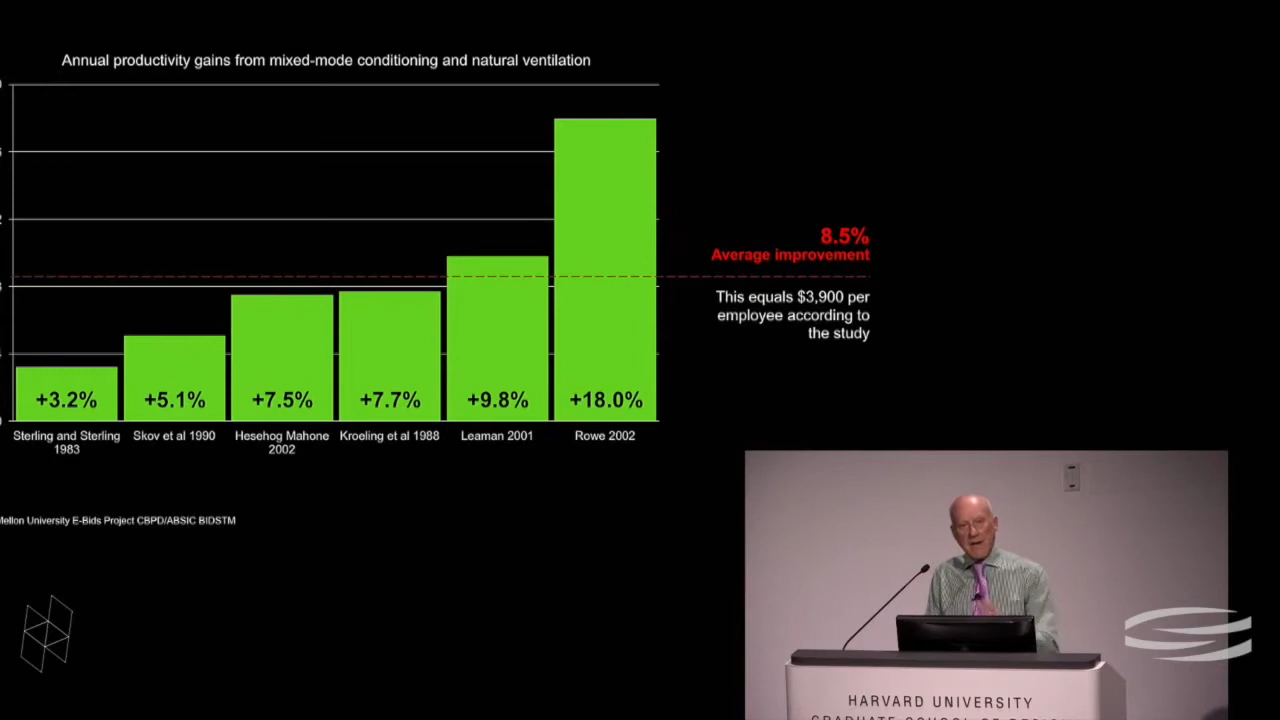 Annual productivity gains from mixed-mode conditioning and natural ventilation
8.5%
Average improvement
This equals $3,900 per
employee according to
the study
+3.2%
+5.1%
+7.5%
+7.7%
+9.8%
+18.0%
Sterling and Sterling
1983
Skov et al 1990
Hesehog Mahone
2002
Kroeling et al 1988
Leaman 2001
Rowe 2002
University E-Bids Project CBPD/ABSIC BIDSTM
HARVARD UNIVERSITY
GRADUATE SCHOOL OF